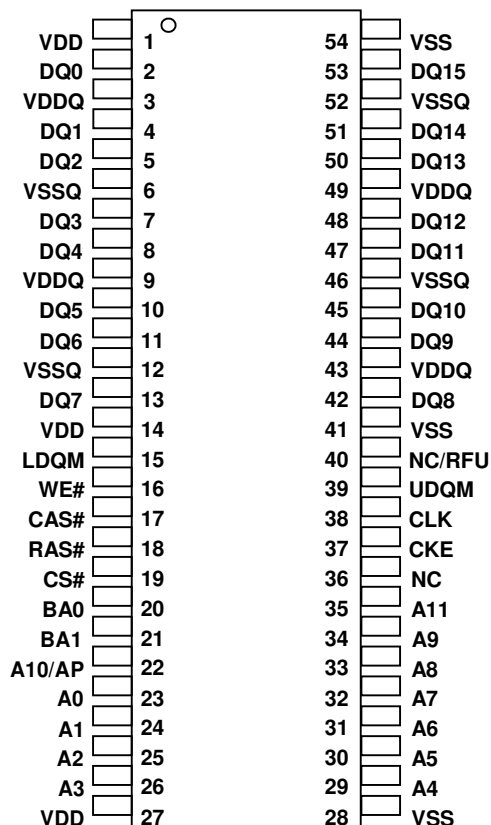 VDD 1 54 VSS
DQ0 2 53 DQ15
VDDQ 3 52 VSSQ
DQ1 4 51 DQ14
DQ2 5 50 DQ13
VSSQ 6 49 VDDQ
DQ3 7 48 DQ12
DQ4 8 47 DQ11
VDDQ 9 46 VSSQ
DQ5 10 45 DQ10
DQ6 11 44 DQ9
VSSQ 12 43 VDDQ
DQ7 13 42 DQ8
VDD 14 41 VSS
LDQM 15 40 NC/RFU
WE# 16 39 UDQM
CAS# 17 38 CLK
RAS# 18 37 CKE
CS# 19 36 NC
BA0 20 35 A11
BA1 21 34 A9
A10/AP 22 33 A8
A0 23 32 A7
A1 24 31 A6
A2 25 30 A5
A3 26 29 A4
VDD 27 28 VSS